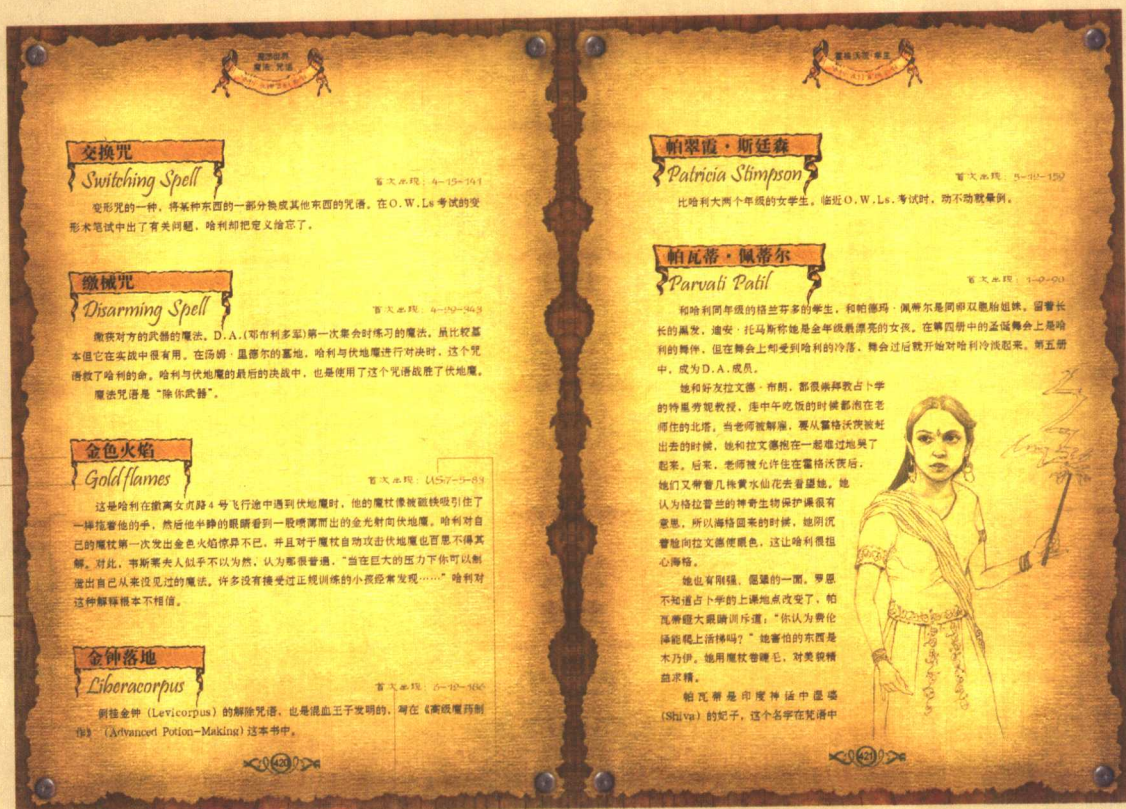 魔法世界
魔法·咒语
交换咒
Switching Spell
首次出现：4-15-141
变形咒的一种，将某种东西的一部分换成其他东西的咒语。在O.W.Ls考试的变
形术笔试中出了有关问题，哈利却把定义给忘了。
缴械咒
Disarming Spell
首次出现：
缴获对方的武器的魔法。D.A.(邓布利多军)第一次集会时练习的魔法。虽比较基
本但它在实战中很有用。在汤姆·里德尔的墓地，哈利与伏地魔进行对决时，这个咒
语救了哈利的命。哈利与伏地魔的最后的决战中，也是使用了这个咒语战胜了伏地魔。
魔法咒语是“除你武器”。
金色火焰
Gold flames
首次出现：
这是哈利在撤离女贞路4号飞行途中遇到伏地魔时，他的魔杖像被磁铁吸引住了
一样拖着他的手，然后他半睁的眼睛看到一股喷薄而出的金光射向伏地魔。哈利对自
己的魔杖第一次发出金色火焰惊异不已，并且对于魔杖自动攻击伏地魔也百思不得其
解。对此，韦斯莱夫人似乎不以为然，认为那很普通，“当在巨大的压力下你可以制
造出自己从来没见过的魔法。许多没有接受过正规训练的小孩经常发现……”哈利对
这种解释根本不相信。
金钟落地
Liberacorpus
首次出现：
倒挂金钟（Levicorpus）的解除咒语，也是混血王子发明的，写在《高级魔药制
作》（Advanced Potion-Making）这本书中。
420
霍格沃茨·学生
帕翠霞·斯廷森
Patricia Stimpson
首次出现：
比哈利大两个年级的女学生。临近O.W.Ls.考试时，动不动就晕倒。
帕瓦蒂·佩蒂尔
Parvati Patil
首次出现：1-9-90
和哈利同年级的格兰芬多的学生，和帕德玛·佩蒂尔是同卵双胞胎姐妹。留着长
长的黑发，迪安·托马斯称她是全年级最漂亮的女孩。在第四册中的圣诞舞会上是哈
利的舞伴，但在舞会上却受到哈利的冷落，舞会过后就开始对哈利冷淡起来。第五册
中，成为D.A.成员。
她和好友拉文德·布朗，都很崇拜教占卜学
的特里劳妮教授，连中午吃饭的时候都泡在老
师住的北塔。当老师被解雇，要从霍格沃茨被赶
出去的时候，她和拉文德抱在一起难过地哭了
起来。后来，老师被允许住在霍格沃茨后，
她们又带着几株黄水仙花去看望她。她
认为格拉普兰的神奇生物保护课很有
意思，所以海格回来的时候，她阴沉
着脸向拉文德使眼色，这让哈利很担
心海格。
她也有刚强、倔犟的一面。罗恩
不知道占卜学的上课地点改变了，帕
瓦蒂瞪大眼睛训斥道：“你认为费伦
泽能爬上活梯吗？”她害怕的东西是
木乃伊。她用魔杖卷睫毛，对美貌精
益求精。
帕瓦蒂是印度神话中湿婆
（Shiva）的妃子，这个名字在咒语中
421